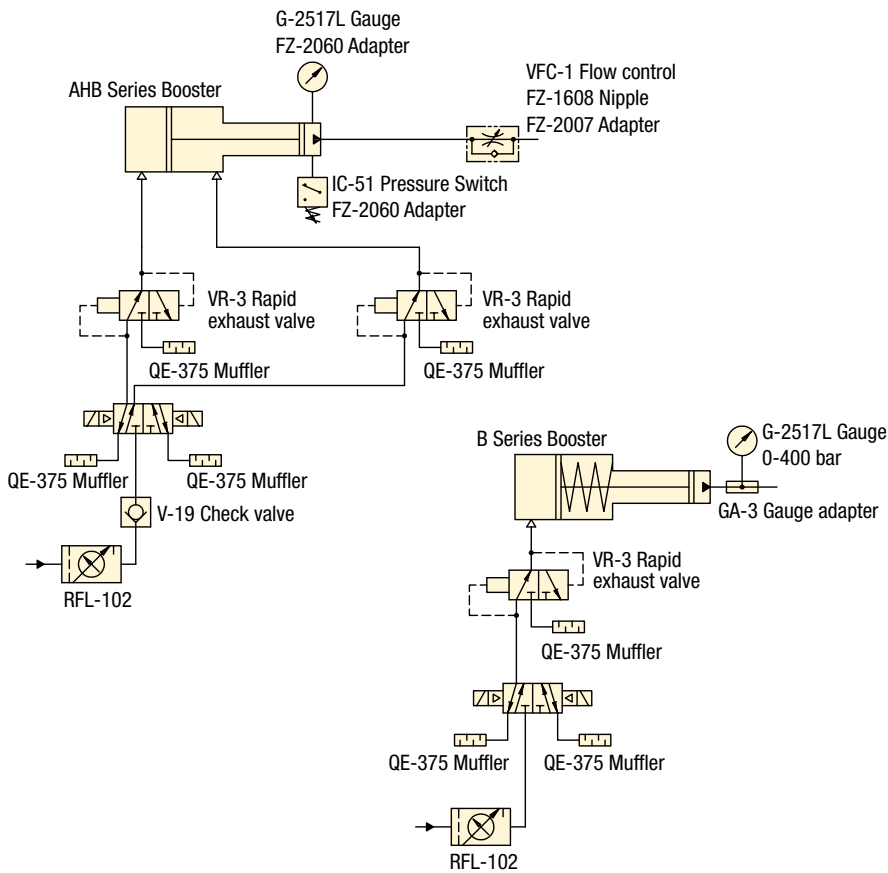 G-2517L Gauge
FZ-2060 Adapter
AHB Series Booster
VFC-1 Flow control
FZ-1608 Nipple
FZ-2007 Adapter
IC-51 Pressure Switch
FZ-2060 Adapter
VR-3 Rapid
exhaust valve
VR-3 Rapid
exhaust valve
QE-375 Muffler
QE-375 Muffler
QE-375 Muffler
QE-375 Muffler
V-19 Check valve
RFL-102
B Series Booster
G-2517L Gauge
0-400 bar
GA-3 Gauge adapter
VR-3 Rapid
exhaust valve
QE-375 Muffler
QE-375 Muffler
QE-375 Muffler
RFL-102